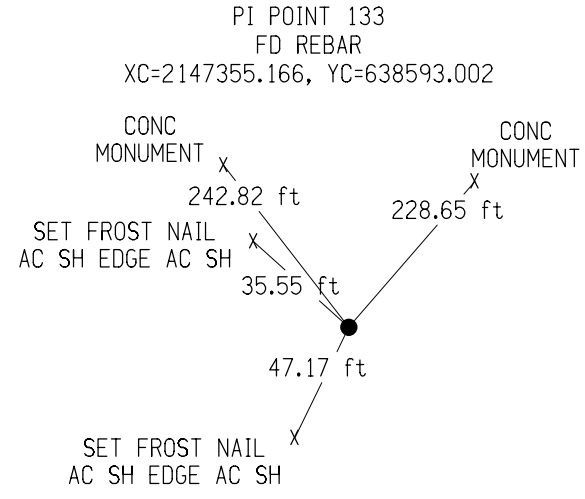 PI POINT 133
FD REBAR
XC=2147355.166, YC=638593.002
CONC
MONUMENT
X
242.82 ft
CONC
MONUMENT
X
228.65 ft
SET FROST NAIL
AC SH EDGE AC SH
X
35.55 ft
47.17 ft
X
SET FROST NAIL
AC SH EDGE AC SH